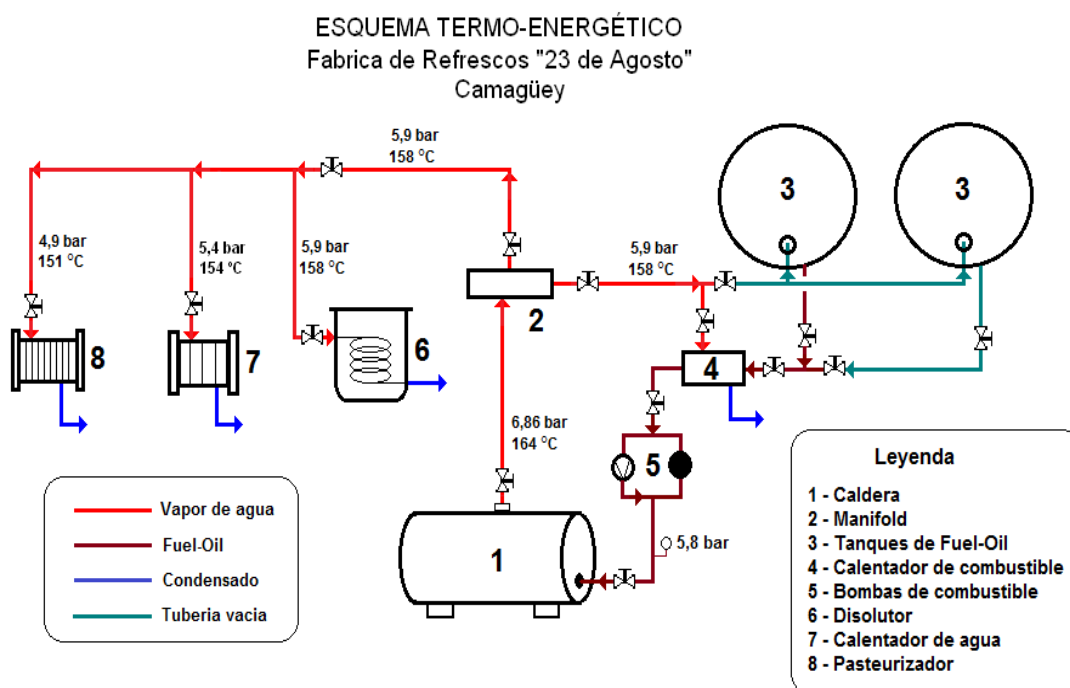 ESQUEMA TERMO-ENERGÉTICO
Fabrica de Refrescos "23 de Agosto"
Camagüey
5,9 bar
158 °C
3
3
4,9 bar
151 °C
5,4 bar
154 °C
5,9 bar
158 °C
5,9 bar
158 °C
2
8
7
6
4
6,86 bar
164 °C
5
5,8 bar
1
Vapor de agua
Fuel-Oil
Condensado
Tuberia vacia
Leyenda
1 - Caldera
2 - Manifold
3 - Tanques de Fuel-Oil
4 - Calentador de combustible
5 - Bombas de combustible
6 - Disolutor
7 - Calentador de agua
8 - Pasteurizador